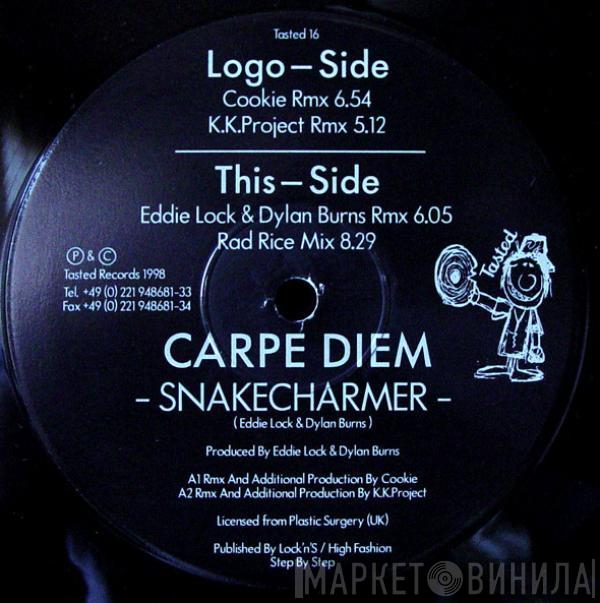 Tasted 16
Logo – Side
Cookie Rmx 6.54
K.K.Project Rmx 5.12
This – Side
Eddie Lock & Dylan Burns Rmx 6.05
Rad Rice Mix 8.29
Ⓟ & Ⓒ
Tasted Records 1998
Tel. +49 (0) 221 948681-33
Fax +49 (0) 221 948681-34
Tasted
CARPE DIEM
– SNAKECHARMER –
( Eddie Lock & Dylan Burns )
Produced By Eddie Lock & Dylan Burns
A1 Rmx And Additional Production By Cookie
A2 Rmx And Additional Production By K.K.Project
Licensed from Plastic Surgery (UK)
Published By Lock'n'S / High Fashion
Step By Step
МАРКЕТ ВИНИЛА